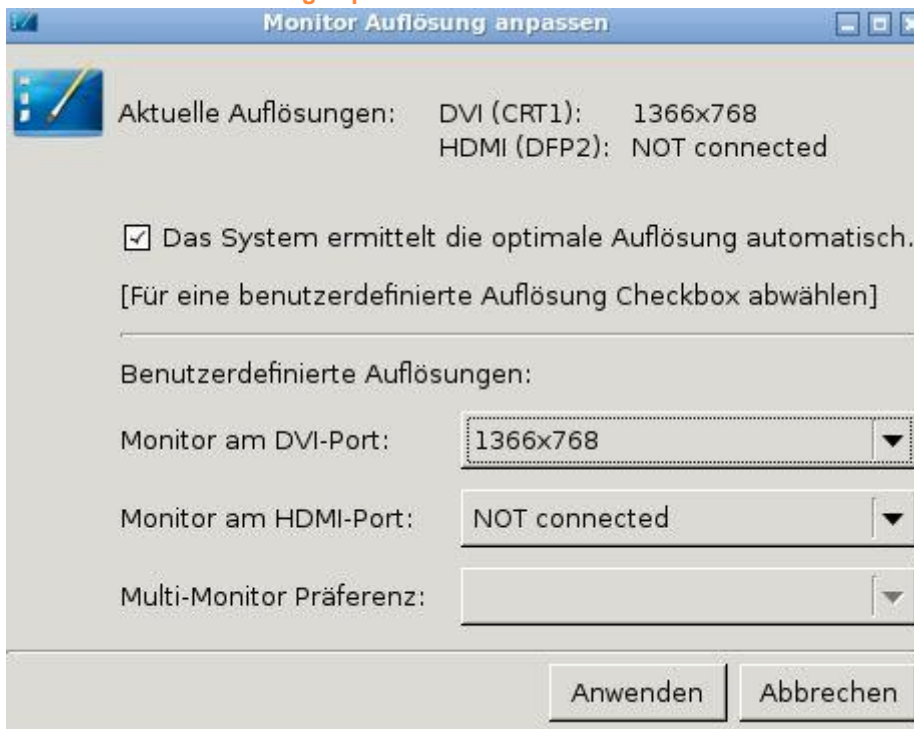 Monitor Auflösung anpassen
Aktuelle Auflösungen: DVI (CRT1): 1366x768
HDMI (DFP2): NOT connected
Das System ermittelt die optimale Auflösung automatisch.
[Für eine benutzerdefinierte Auflösung Checkbox abwählen]
Benutzerdefinierte Auflösungen:
Monitor am DVI-Port: 1366x768
Monitor am HDMI-Port: NOT connected
Multi-Monitor Präferenz:
Anwenden Abbrechen